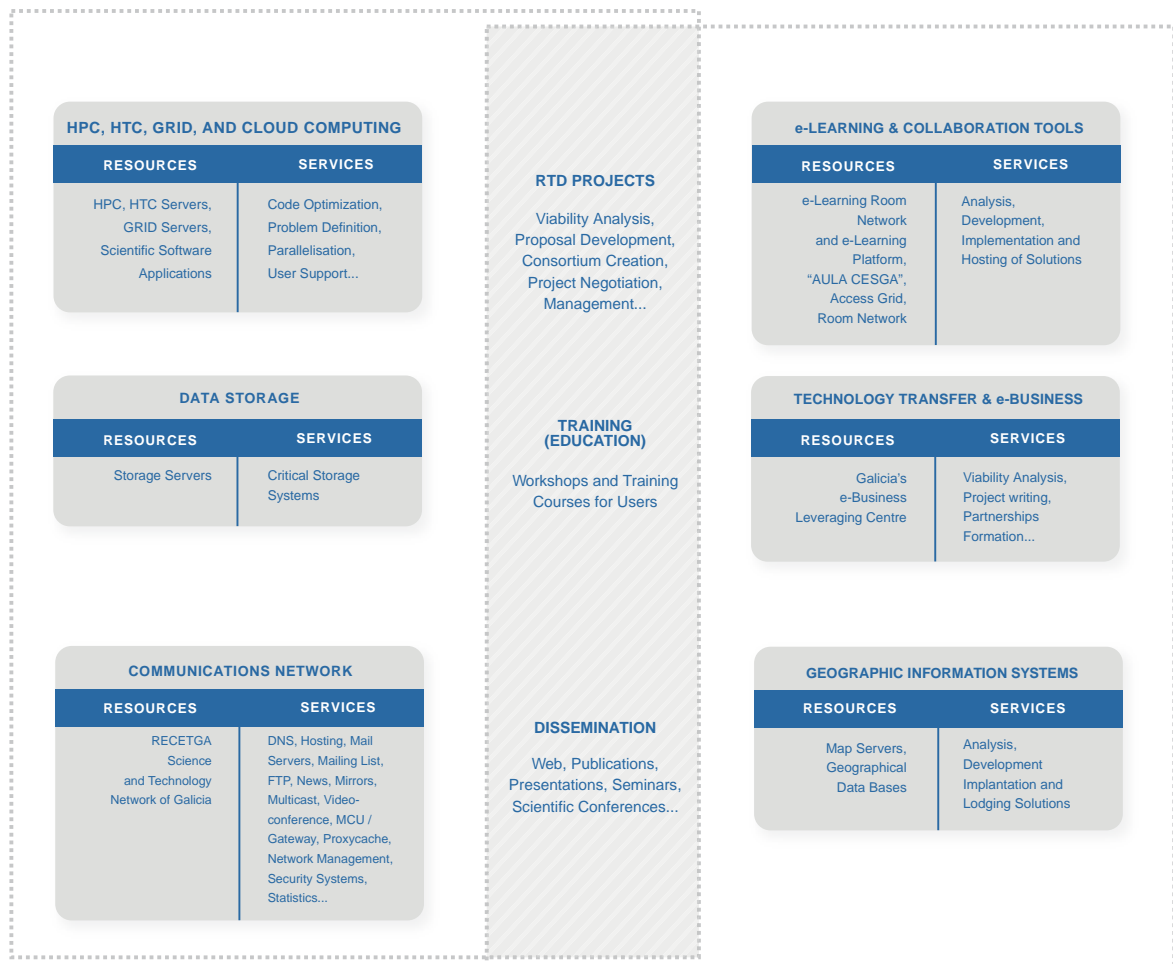 HPC, HTC, GRID, AND CLOUD COMPUTING
RESOURCES
SERVICES
HPC, HTC Servers,
GRID Servers,
Scientific Software
Applications
Code Optimization,
Problem Definition,
Parallelisation,
User Support...
DATA STORAGE
RESOURCES
SERVICES
Storage Servers
Critical Storage
Systems
COMMUNICATIONS NETWORK
RESOURCES
SERVICES
RECETGA
Science
and Technology
Network of Galicia
DNS, Hosting, Mail
Servers, Mailing List,
FTP, News, Mirrors,
Multicast, Video-
conference, MCU /
Gateway, Proxycache,
Network Management,
Security Systems,
Statistics...
RTD PROJECTS
Viability Analysis,
Proposal Development,
Consortium Creation,
Project Negotiation,
Management...
TRAINING
(EDUCATION)
Workshops and Training
Courses for Users
DISSEMINATION
Web, Publications,
Presentations, Seminars,
Scientific Conferences...
e-LEARNING & COLLABORATION TOOLS
RESOURCES
SERVICES
e-Learning Room
Network
and e-Learning
Platform,
“AULA CESGA”,
Access Grid,
Room Network
Analysis,
Development,
Implementation and
Hosting of Solutions
TECHNOLOGY TRANSFER & e-BUSINESS
RESOURCES
SERVICES
Galicia's
e-Business
Leveraging Centre
Viability Analysis,
Project writing,
Partnerships
Formation...
GEOGRAPHIC INFORMATION SYSTEMS
RESOURCES
SERVICES
Map Servers,
Geographical
Data Bases
Analysis,
Development
Implantation and
Lodging Solutions